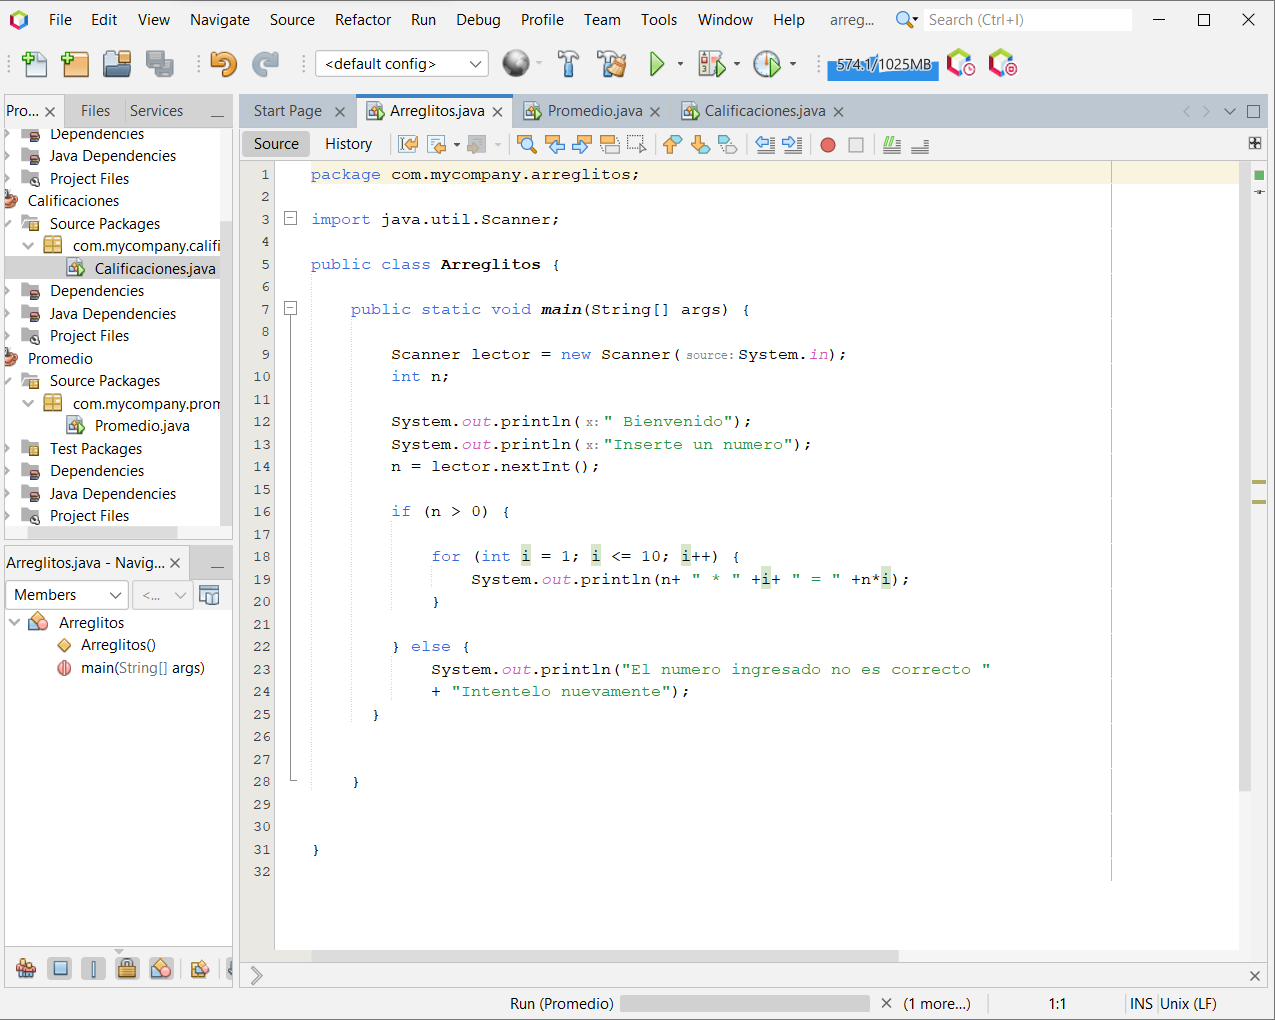 File Edit View Navigate Source Refactor Run Debug Profile Team Tools Window Help arreg... Search (Ctrl+I)
<default config> 574.1/1025MB
Pro... Files Services
Start Page Arreglitos.java Promedio.java Calificaciones.java
Source History
Dependencies
Java Dependencies
Project Files
Calificaciones
Source Packages
com.mycompany.califi
Calificaciones.java
Dependencies
Java Dependencies
Project Files
Promedio
Source Packages
com.mycompany.pron
Promedio.java
Test Packages
Dependencies
Java Dependencies
Project Files
Arreglitos.java - Navig...
Members <...
Arreglitos
Arreglitos()
main(String[] args)
1 package com.mycompany.arreglitos;
2
3 import java.util.Scanner;
4
5 public class Arreglitos {
6
7 public static void main(String[] args) {
8
9 Scanner lector = new Scanner( source: System.in);
10 int n;
11
12 System.out.println( x: " Bienvenido");
13 System.out.println( x: "Inserte un numero");
14 n = lector.nextInt();
15
16 if (n > 0) {
17
18 for (int i = 1; i <= 10; i++) {
19 System.out.println(n+ " * " +i+ " = " +n*i);
20 }
21
22 } else {
23 System.out.println("El numero ingresado no es correcto "
24 + "Intentelo nuevamente");
25 }
26
27
28 }
29
30
31 }
32
Run (Promedio) (1 more...) 1:1 INS Unix (LF)